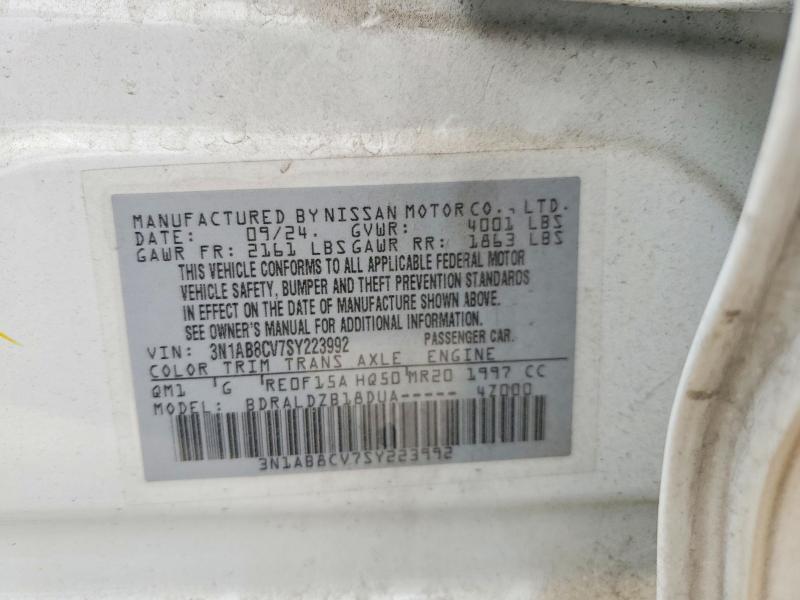 MANUFACTURED BY NISSAN MOTOR CO., LTD.
DATE: 09/24. GVWR: 4001 LBS
GAWR FR: 2161 LBS GAWR RR: 1863 LBS
THIS VEHICLE CONFORMS TO ALL APPLICABLE FEDERAL MOTOR
VEHICLE SAFETY, BUMPER AND THEFT PREVENTION STANDARDS
IN EFFECT ON THE DATE OF MANUFACTURE SHOWN ABOVE.
SEE OWNER'S MANUAL FOR ADDITIONAL INFORMATION.
VIN: 3N1AB8CV7SY223992 PASSENGER CAR.
COLOR TRIM TRANS AXLE ENGINE
QM1 G RE0F15A HQ50 MR20 1997 CC
MODEL: BDRALDZB18DUA----- 4Z000
3N1AB8CV7SY223992